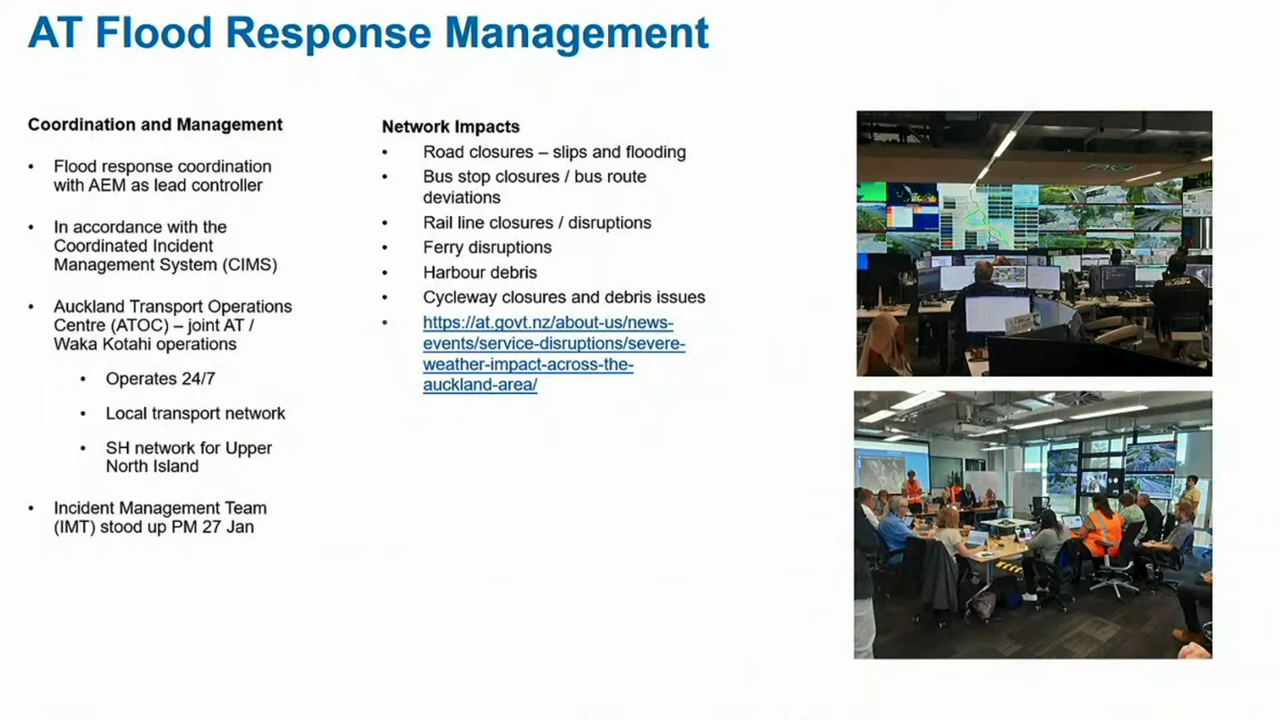 AT Flood Response Management
Coordination and Management
• Flood response coordination
with AEM as lead controller
• In accordance with the
Coordinated Incident
Management System (CIMS)
• Auckland Transport Operations
Centre (ATOC) – joint AT /
Waka Kotahi operations
• Operates 24/7
• Local transport network
• SH network for Upper
North Island
• Incident Management Team
(IMT) stood up PM 27 Jan
Network Impacts
• Road closures – slips and flooding
• Bus stop closures / bus route
deviations
• Rail line closures / disruptions
• Ferry disruptions
• Harbour debris
• Cycleway closures and debris issues
• https://at.govt.nz/about-us/news-
events/service-disruptions/severe-
weather-impact-across-the-
auckland-area/